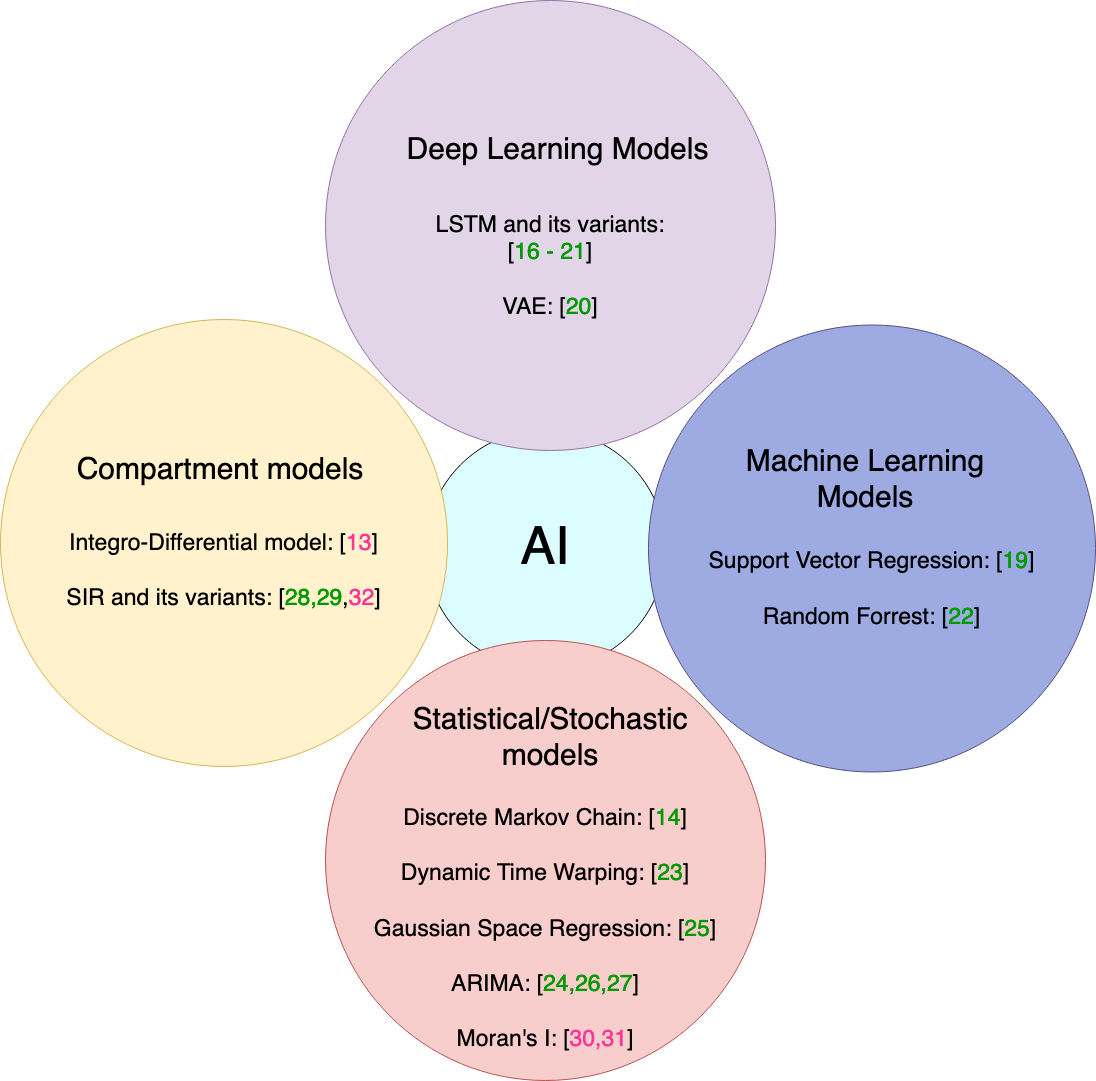 Deep Learning Models
LSTM and its variants:
[16 - 21]
VAE: [20]
Compartment models
Integro-Differential model: [13]
SIR and its variants: [28,29,32]
AI
Machine Learning
Models
Support Vector Regression: [19]
Random Forrest: [22]
Statistical/Stochastic
models
Discrete Markov Chain: [14]
Dynamic Time Warping: [23]
Gaussian Space Regression: [25]
ARIMA: [24,26,27]
Moran's I: [30,31]